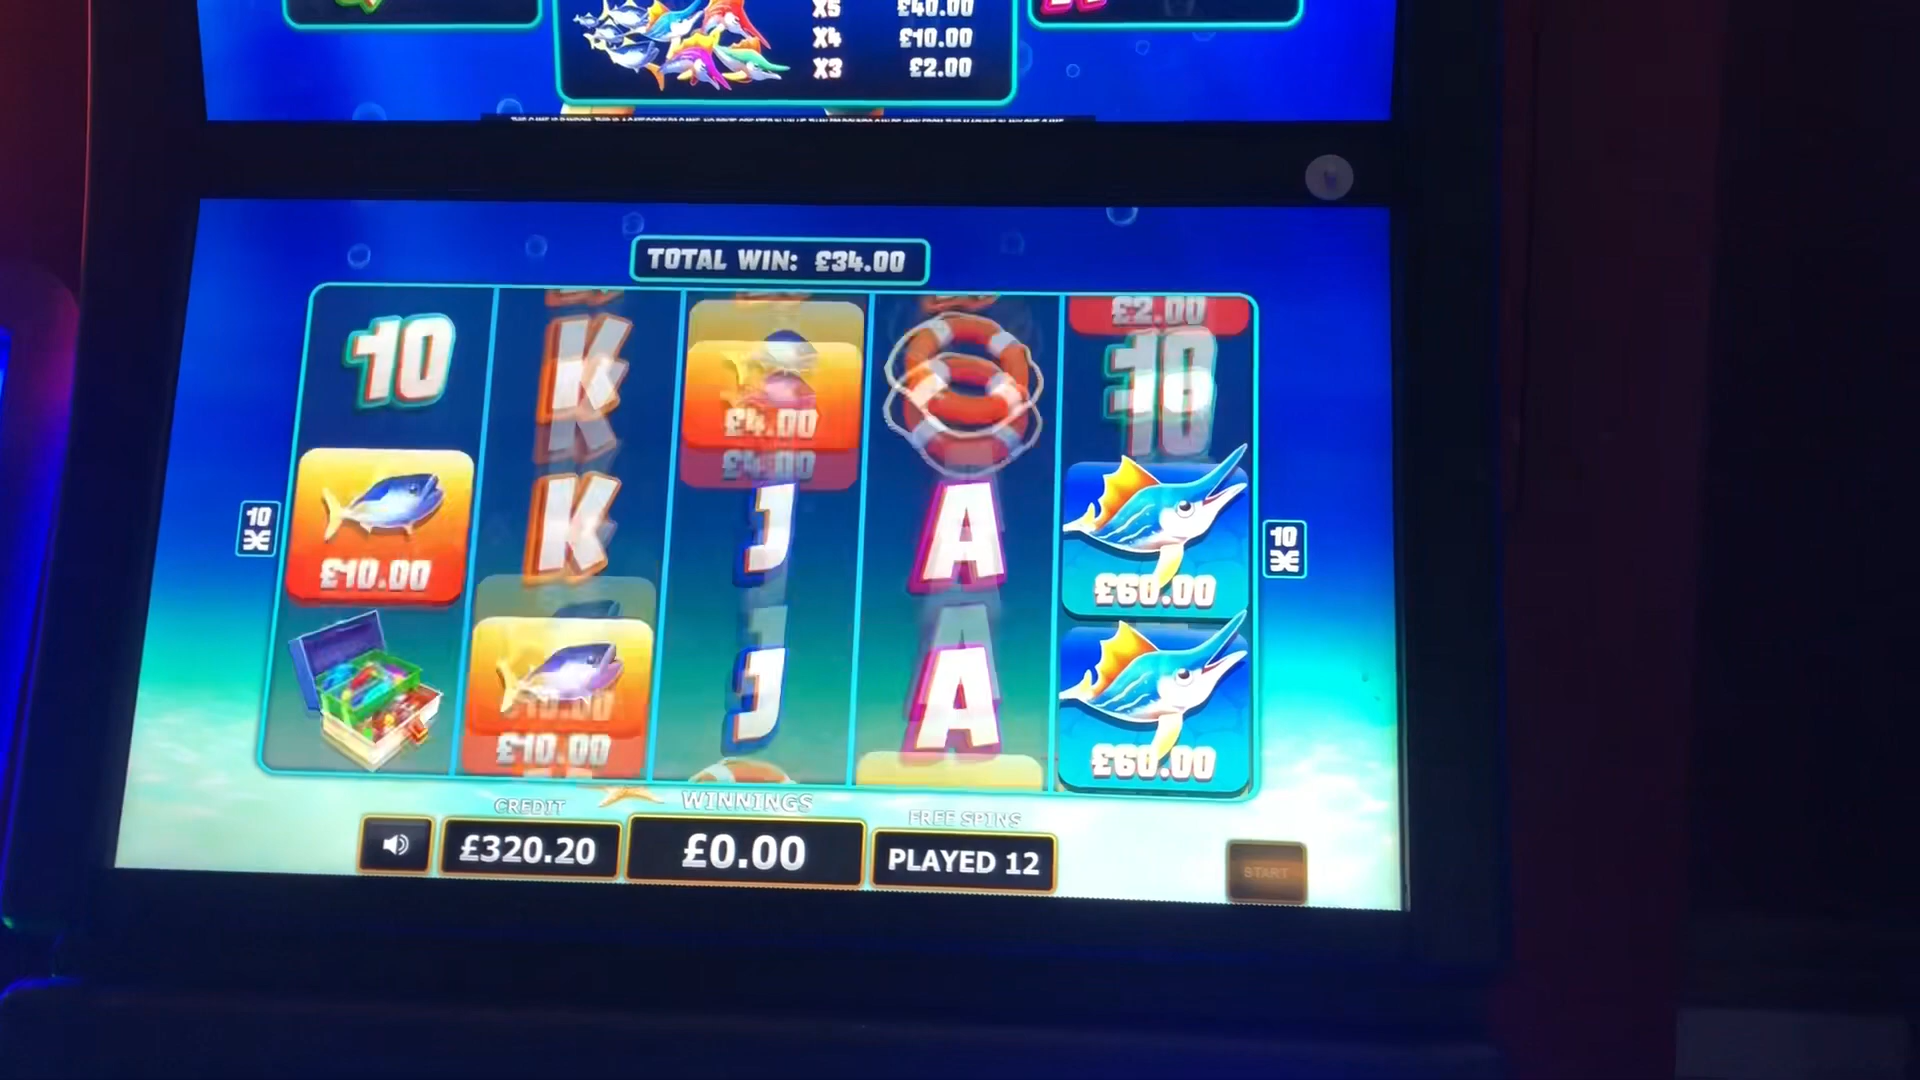 X5 £40.00
X4 £10.00
X3 £2.00
TOTAL WIN: £34.00
10 K £4.00 £2.00
10
£10.00 K J A £60.00
10
10
£10.00 J A £60.00
CREDIT WINNINGS FREE SPINS
£320.20 £0.00 PLAYED 12 START